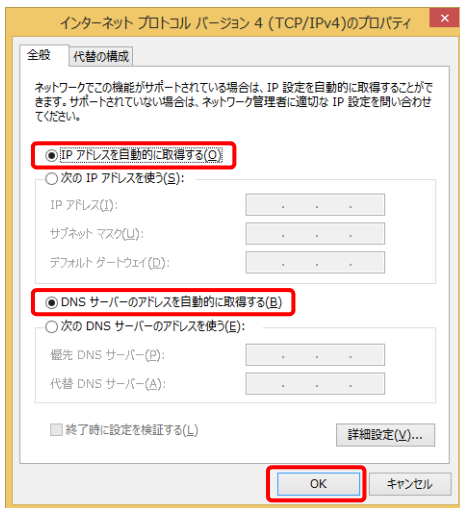 インターネット プロトコル バージョン 4 (TCP/IPv4)のプロパティ
全般
代替の構成
ネットワークでこの機能がサポートされている場合は、IP 設定を自動的に取得することがで
きます。サポートされていない場合は、ネットワーク管理者に適切な IP 設定を問い合わせ
てください。
IP アドレスを自動的に取得する(O)
次の IP アドレスを使う(S):
IP アドレス(I):
サブネット マスク(U):
デフォルト ゲートウェイ(D):
DNS サーバーのアドレスを自動的に取得する(B)
次の DNS サーバーのアドレスを使う(E):
優先 DNS サーバー(P):
代替 DNS サーバー(A):
終了時に設定を検証する(L)
詳細設定(V)...
OK
キャンセル